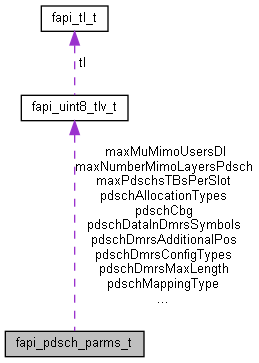 fapi_tl_t
tl
fapi_uint8_tlv_t
maxMuMimoUsersDl
maxNumberMimoLayersPdsch
maxPdschsTBsPerSlot
pdschAllocationTypes
pdschCbg
pdschDataInDmrsSymbols
pdschDmrsAdditionalPos
pdschDmrsConfigTypes
pdschDmrsMaxLength
pdschMappingType
...
fapi_pdsch_parms_t